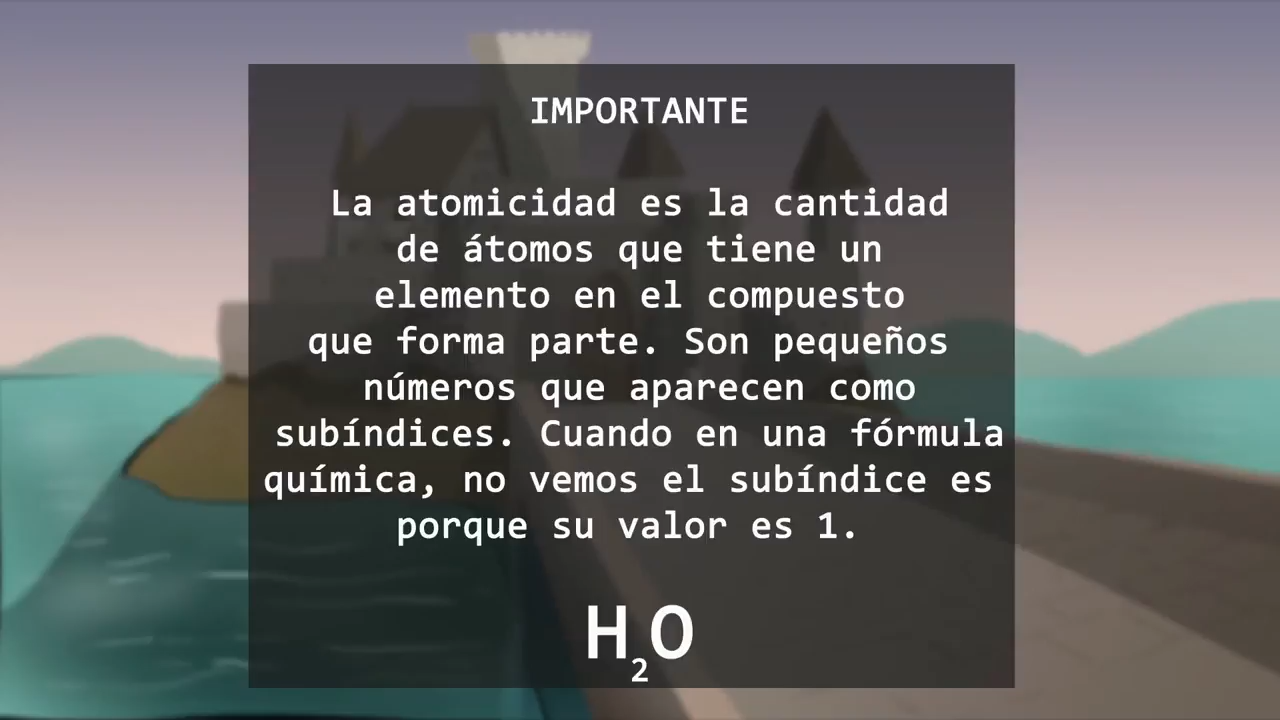 IMPORTANTE
La atomicidad es la cantidad
de átomos que tiene un
elemento en el compuesto
que forma parte. Son pequeños
números que aparecen como
subíndices. Cuando en una fórmula
química, no vemos el subíndice es
porque su valor es 1.
H₂O